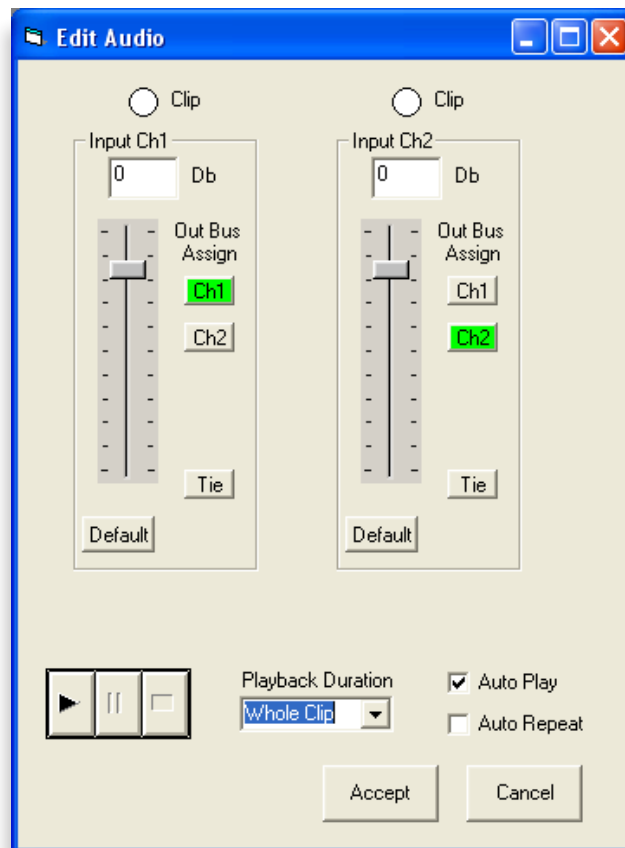 Edit Audio
Clip
Clip
Input Ch1
Input Ch2
0 Db
0 Db
Out Bus
Assign
Out Bus
Assign
Ch1
Ch1
Ch2
Ch2
Tie
Tie
Default
Default
Playback Duration
Whole Clip
Auto Play
Auto Repeat
Accept
Cancel